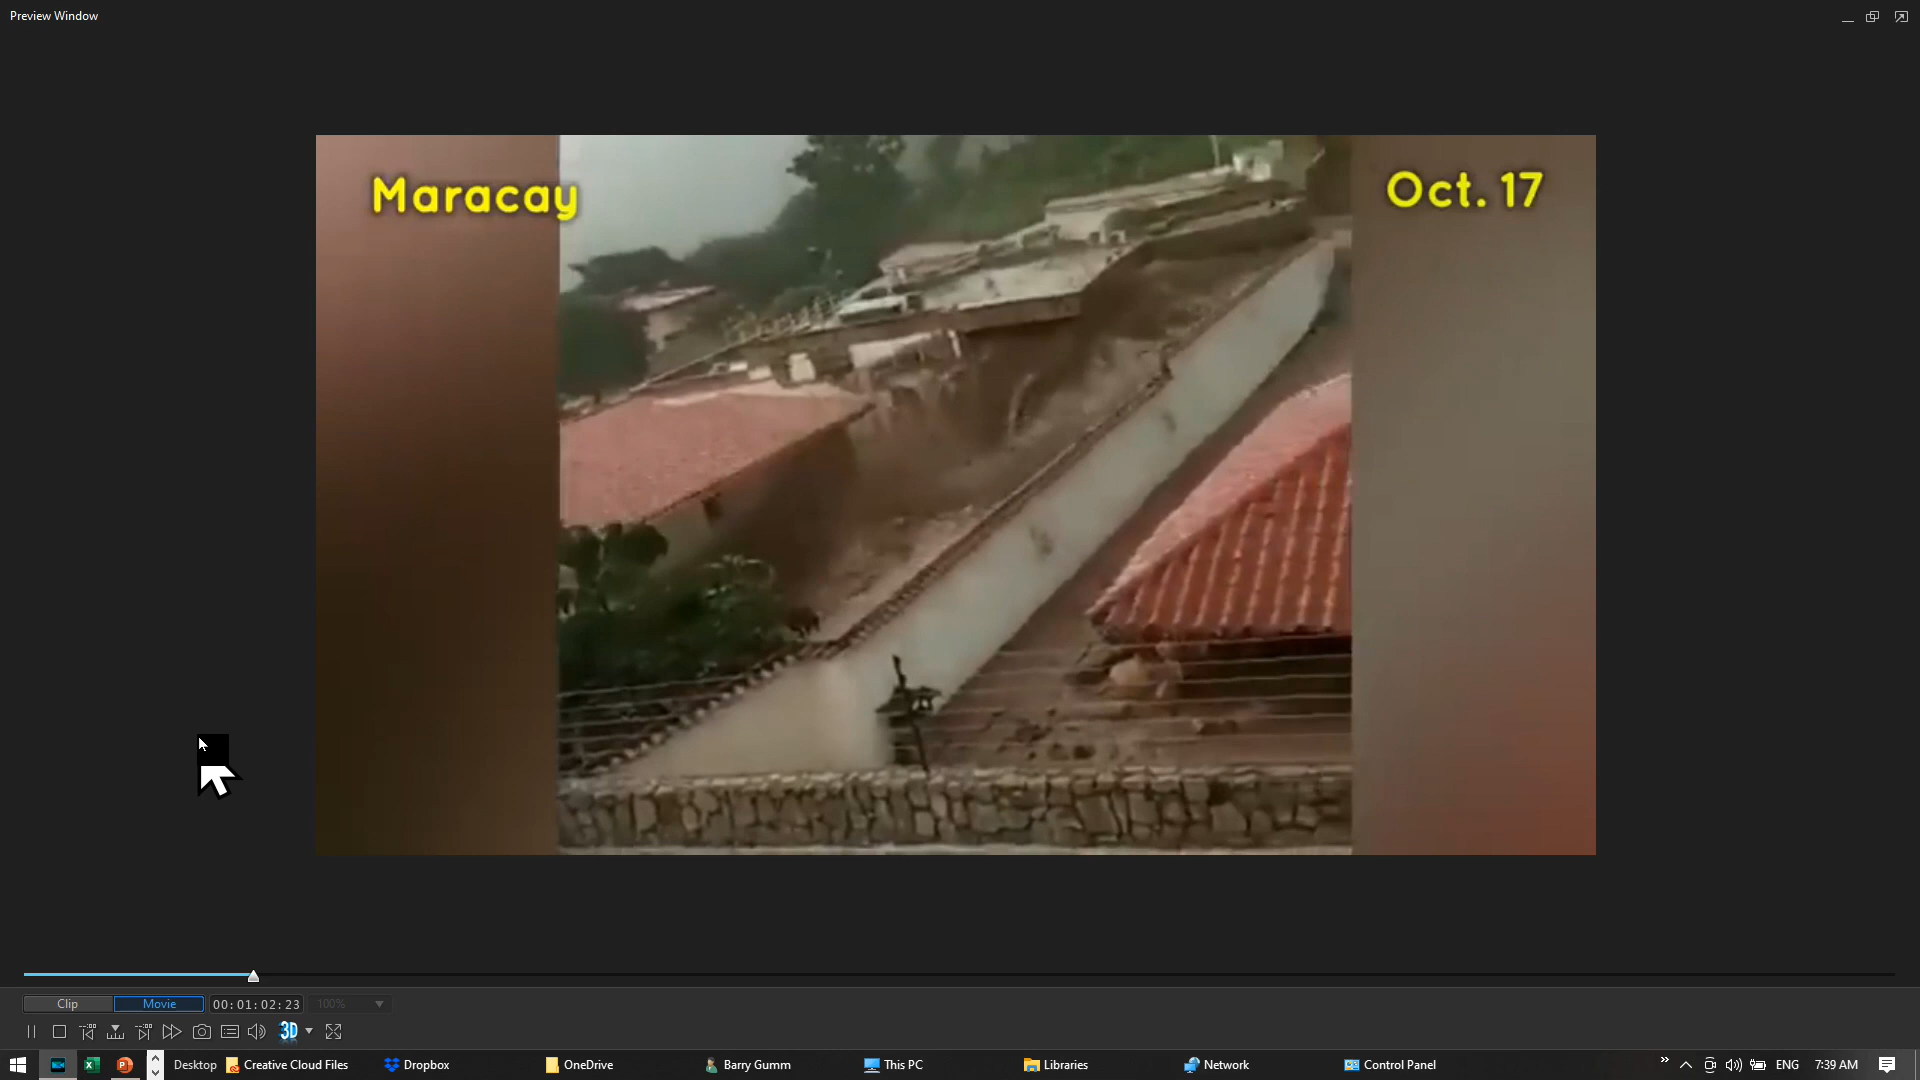 Preview Window
Maracay
Oct. 17
Clip
Movie
00:01:02:23
100%
3D
Desktop
Creative Cloud Files
Dropbox
OneDrive
Barry Gumm
This PC
Libraries
Network
Control Panel
ENG
7:39 AM